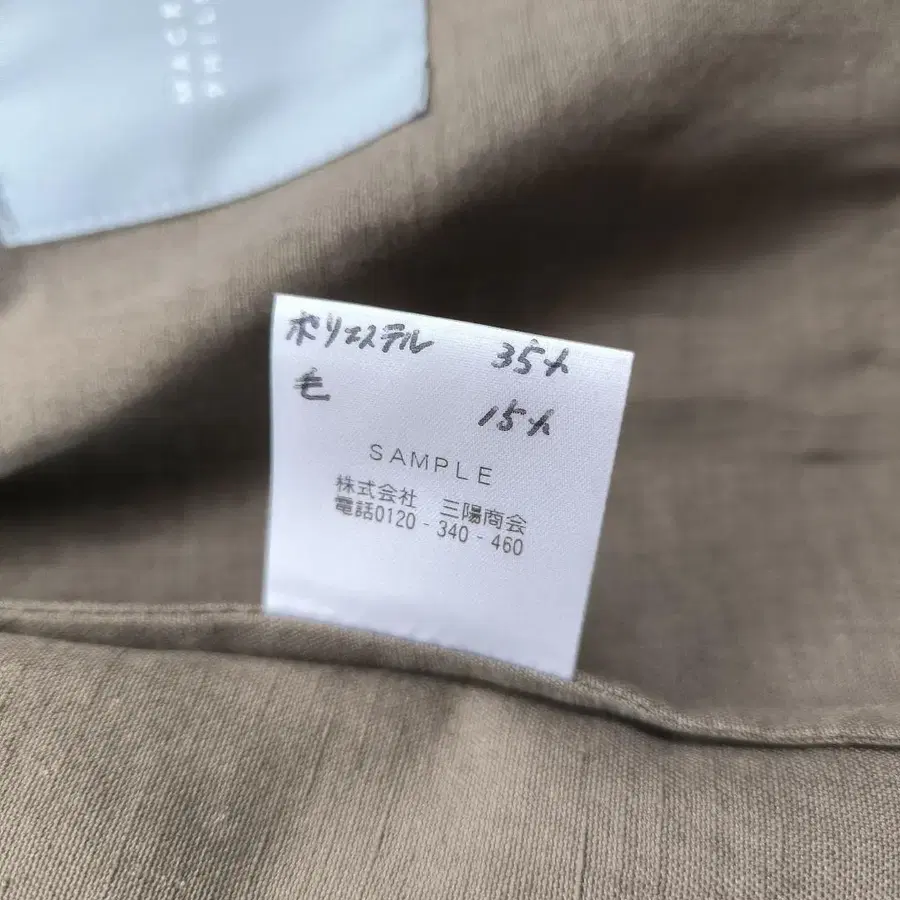 ポリエステル 35%
毛 15%
SAMPLE
株式会社 三陽商会
電話0120-340-460